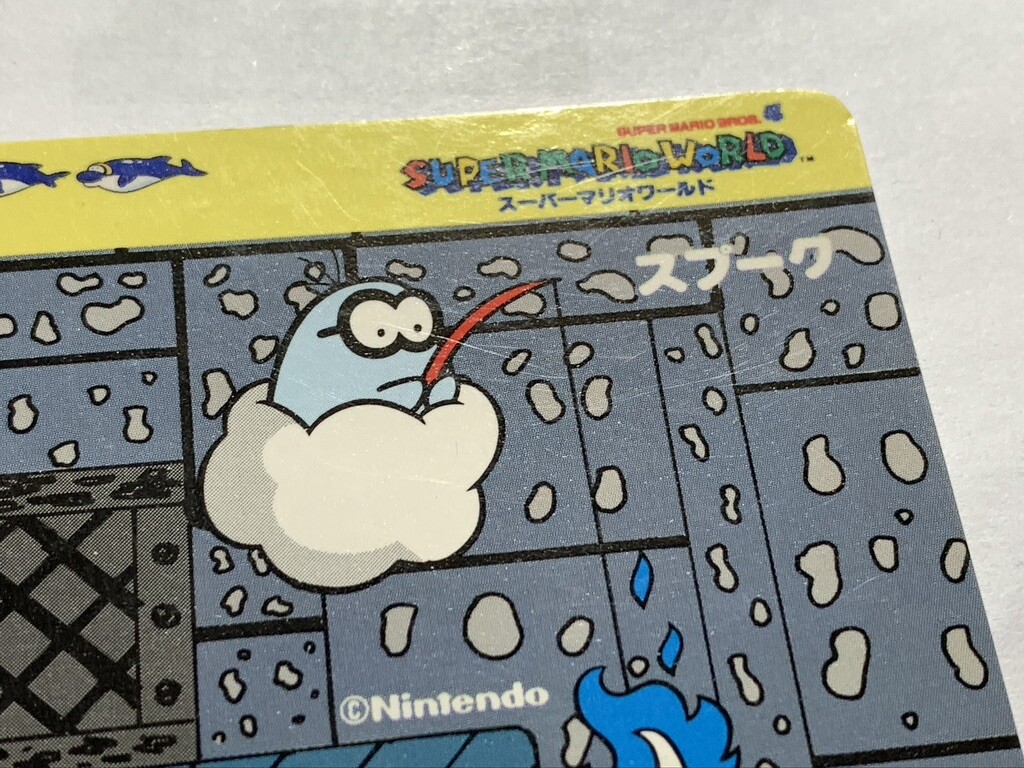 SUPER MARIO BROS. 4
SUPER MARIO WORLD™
スーパーマリオワールド
スプーク
©Nintendo